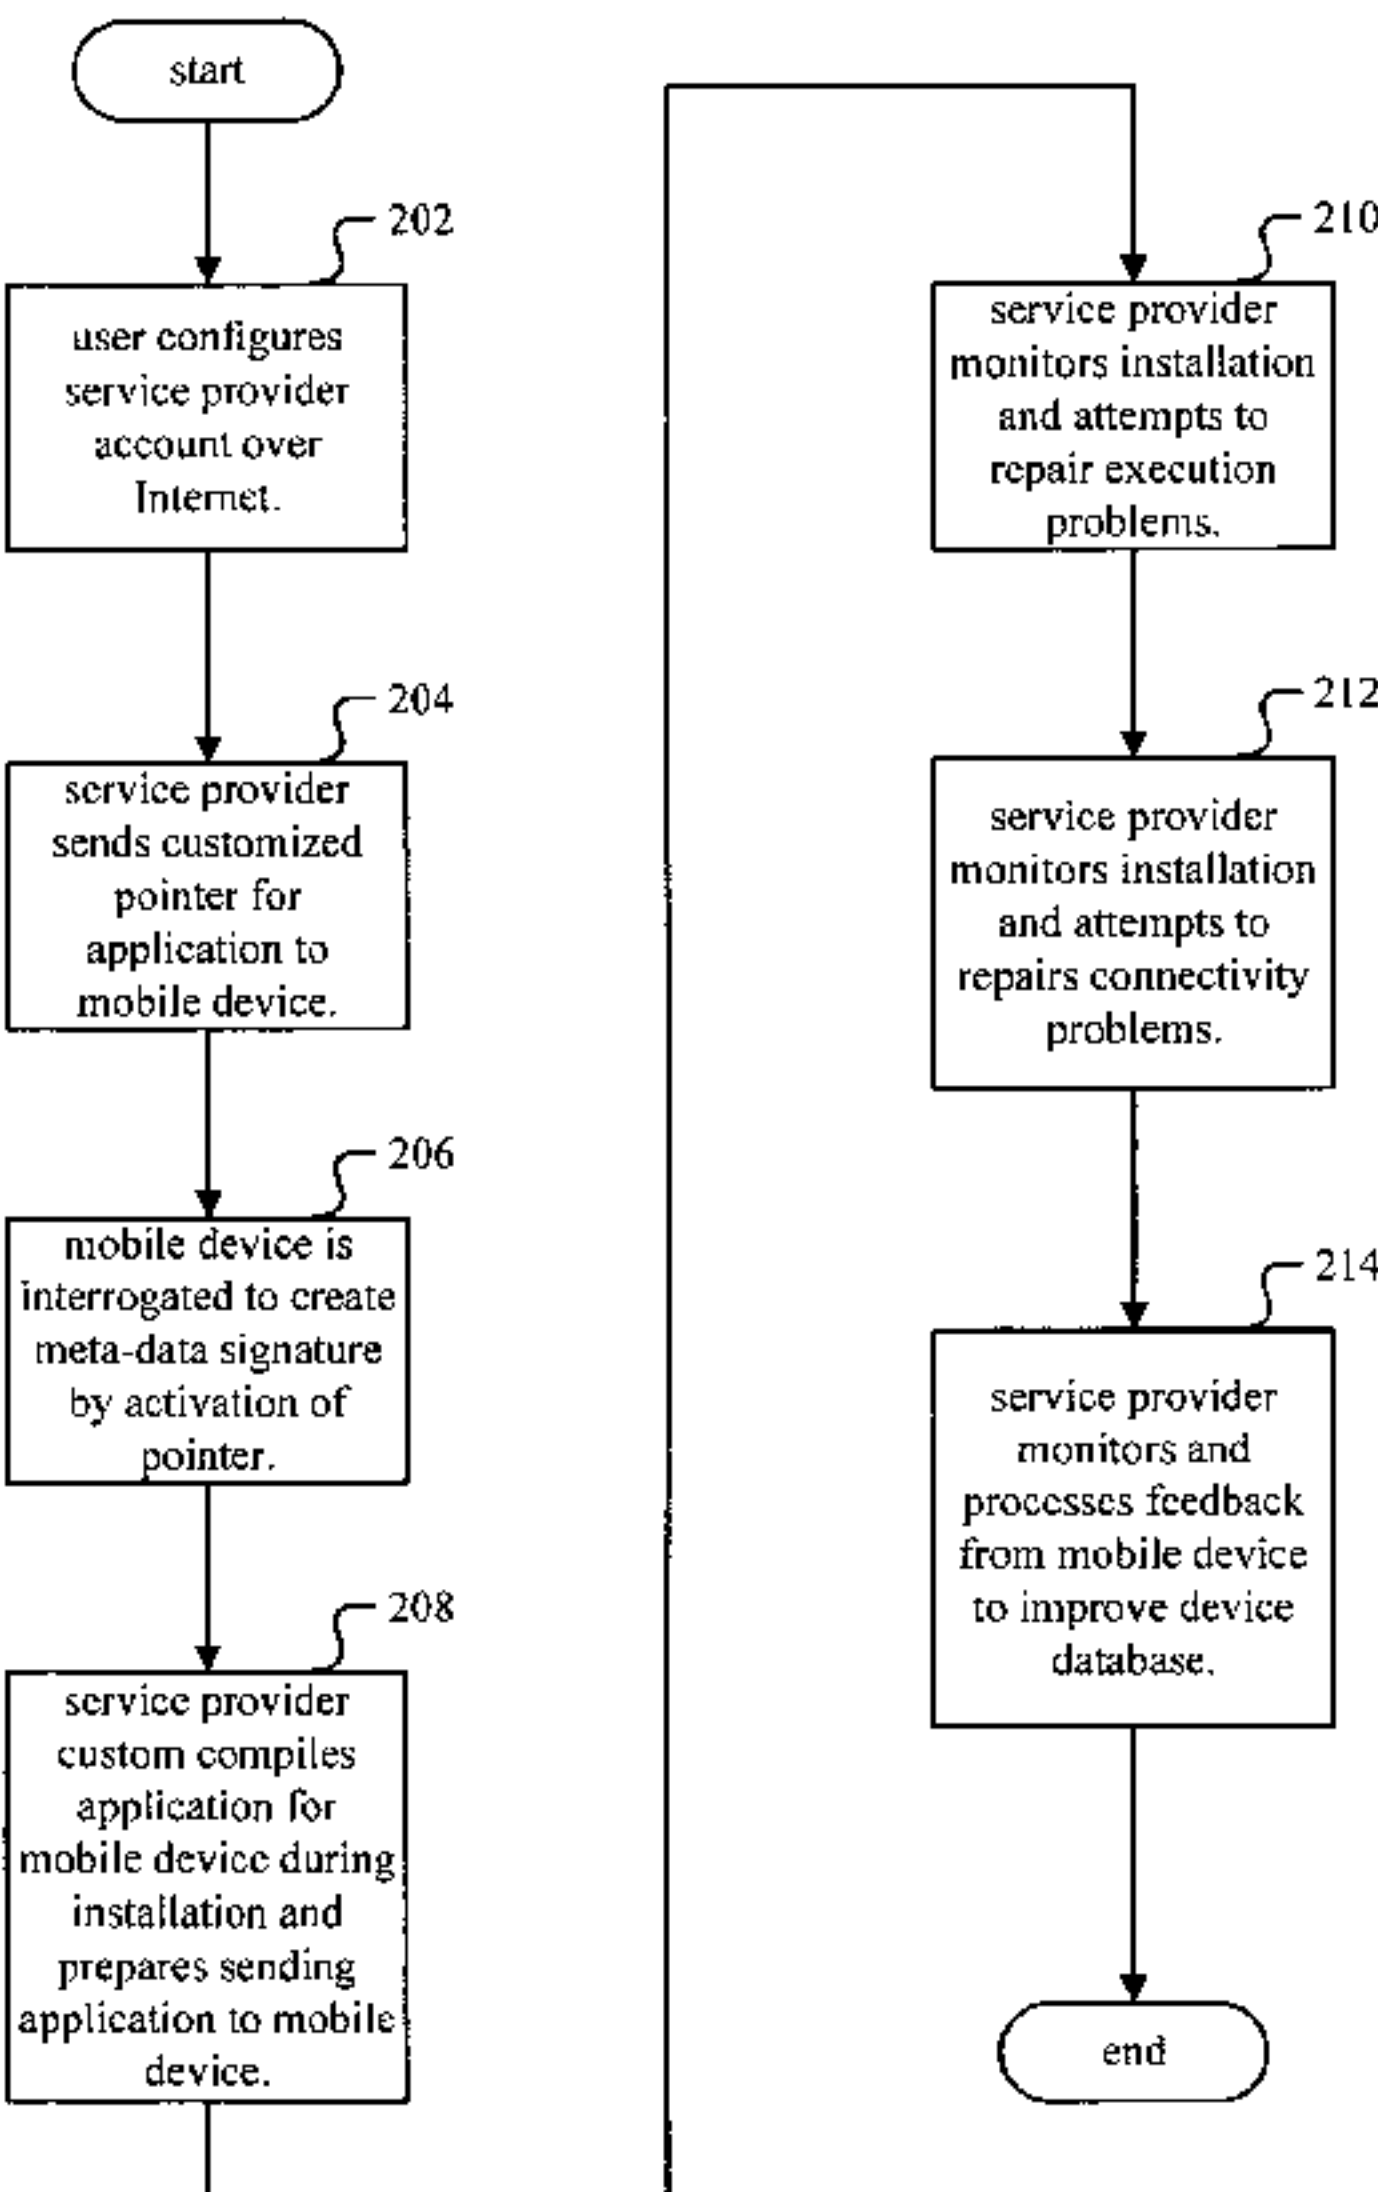 start
202
user configures
service provider
account over
Internet.
204
service provider
sends customized
pointer for
application to
mobile device.
206
mobile device is
interrogated to create
meta-data signature
by activation of
pointer.
208
service provider
custom compiles
application for
mobile device during
installation and
prepares sending
application to mobile
device.
210
service provider
monitors installation
and attempts to
repair execution
problems.
212
service provider
monitors installation
and attempts to
repairs connectivity
problems.
214
service provider
monitors and
processes feedback
from mobile device
to improve device
database.
end